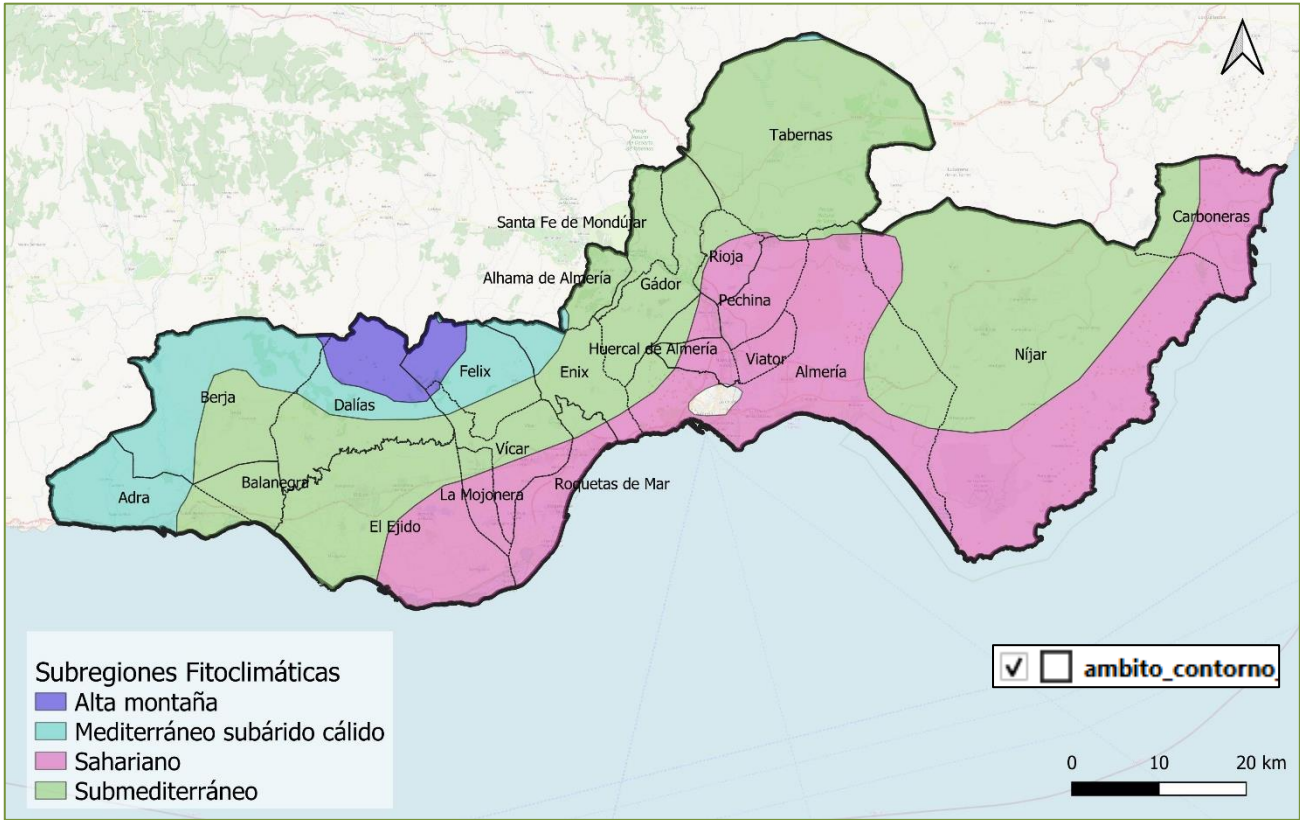 Tabernas
Carboneras
Santa Fe de Mondújar
Rioja
Alhama de Almería
Gádor
Pechina
Huercal de Almería
Níjar
Viator
Felix
Enix
Almería
Berja
Dalías
Vícar
Balanegra
Roquetas de Mar
La Mojonera
Adra
El Ejido
Subregiones Fitoclimáticas
Alta montaña
Mediterráneo subárido cálido
Sahariano
Submediterráneo
ambito_contorno_
0 10 20 km